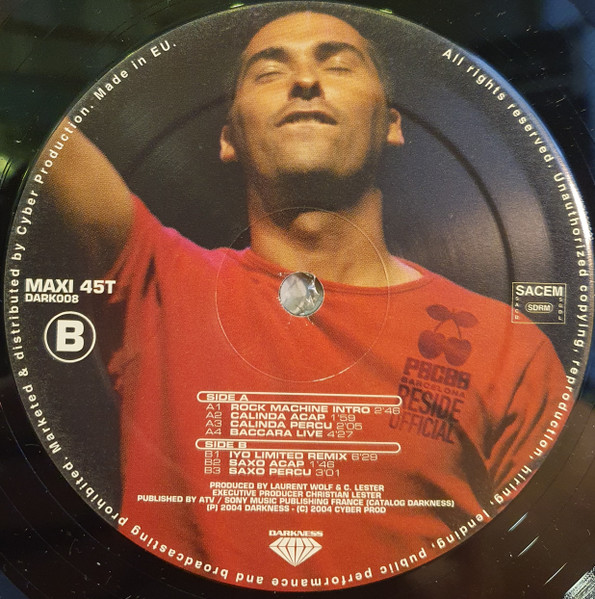 Marketed & distributed by Cyber Production. Made in EU.
All rights reserved. Unauthorized copying, reproduction, hiring, lending, public performance and broadcasting prohibited
MAXI 45T
DARK008
B
SACEM
SACD
SDRM
SGDL
PACHA
BARCELONA
RESIDE
OFFICIAL
SIDE A
A1 ROCK MACHINE INTRO 2'46
A2 CALINDA ACAP 1'59
A3 CALINDA PERCU 2'05
A4 BACCARA LIVE 4'27
SIDE B
B1 IYO LIMITED REMIX 6'29
B2 SAXO ACAP 1'46
B3 SAXO PERCU 3'01
PRODUCED BY LAURENT WOLF & C. LESTER
EXECUTIVE PRODUCER CHRISTIAN LESTER
PUBLISHED BY ATV / SONY MUSIC PUBLISHING FRANCE (CATALOG DARKNESS)
(P) 2004 DARKNESS - (C) 2004 CYBER PROD
DARKNESS